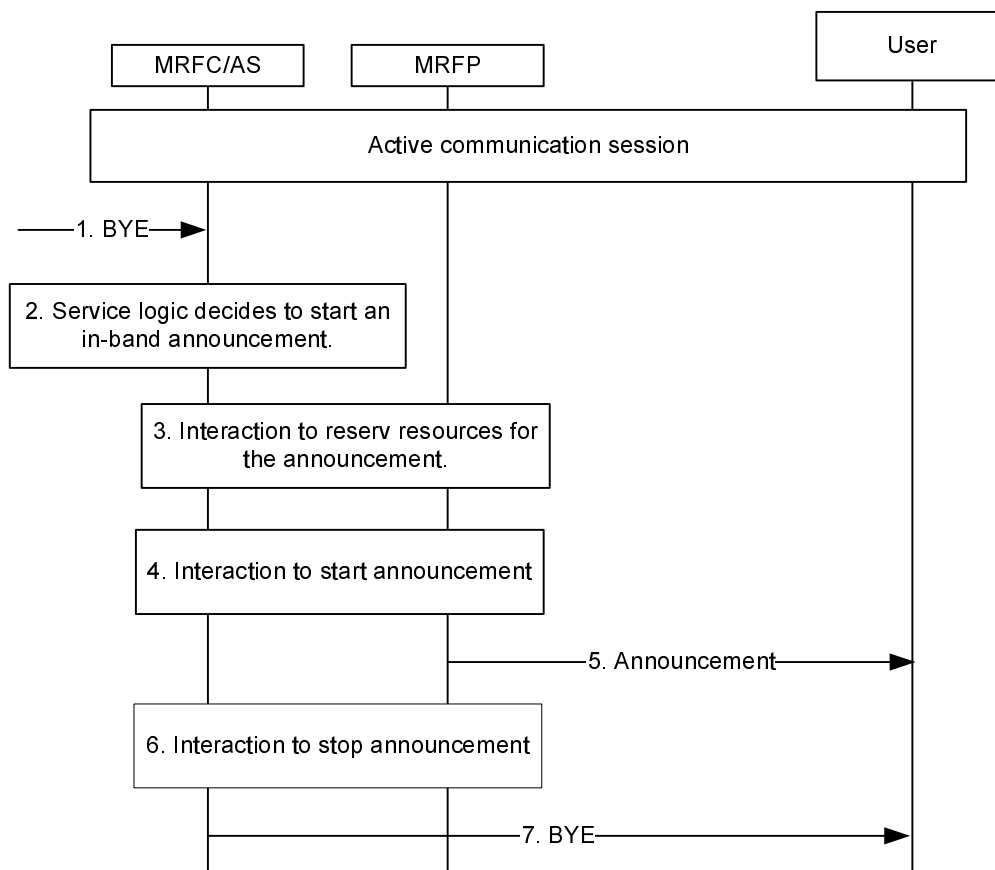 User
MRFC/AS
MRFP
Active communication session
1. BYE
2. Service logic decides to start an
in-band announcement.
3. Interaction to reserv resources for
the announcement.
4. Interaction to start announcement
5. Announcement
6. Interaction to stop announcement
7. BYE